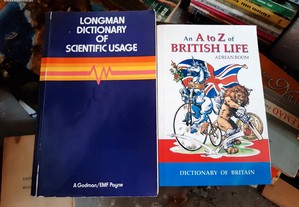 LONGMAN
DICTIONARY
OF
SCIENTIFIC USAGE
A Godman/EMF Payne
An A to Z of
BRITISH LIFE
ADRIAN ROOM
DICTIONARY OF BRITAIN